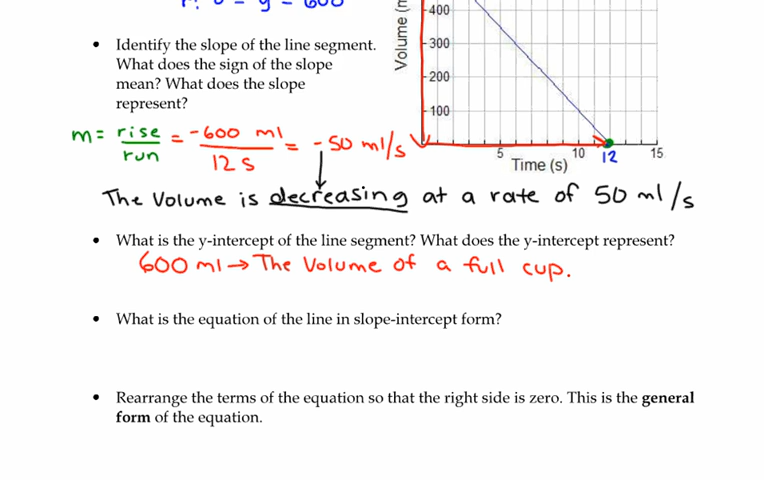 400
Volume (m
• Identify the slope of the line segment.
What does the sign of the slope
mean? What does the slope
represent?
300
200
100
m = rise/run = -600 ml/12 s = -50 ml/s
5 10 12 15
Time (s)
The Volume is decreasing at a rate of 50 ml/s
• What is the y-intercept of the line segment? What does the y-intercept represent?
600 ml → The Volume of a full cup.
• What is the equation of the line in slope-intercept form?
• Rearrange the terms of the equation so that the right side is zero. This is the general
form of the equation.